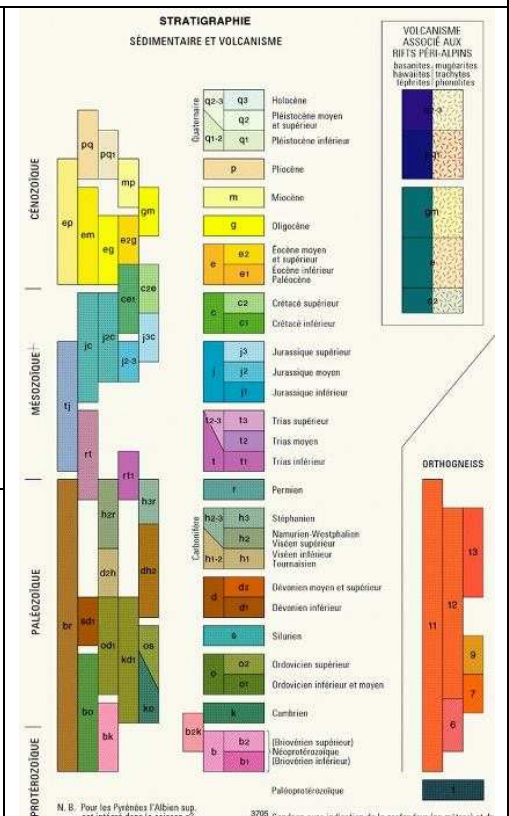 STRATIGRAPHIE
SÉDIMENTAIRE ET VOLCANISME
VOLCANISME
ASSOCIÉ AUX
RIFTS PÉRI-ALPINS
basanites mugéarites
hawaiites trachytes
téphrites phonolites
CÉNOZOÏQUE
MÉSOZOÏQUE
PALÉOZOÏQUE
PROTÉROZOÏQUE
pq
pq1
mp
ep
em
gm
eg
e2g
ce1
c2e
jc
j2c
j3c
j2-3
tj
rt
rt1
h3r
h2r
dh2
d2h
br
sd1
od1
kd1
os
bo
ko
bk
b2k
Quaternaire
q2-3 q3 Holocène
q2 Pléistocène moyen
et supérieur
q1-2 q1 Pléistocène inférieur
p Pliocène
m Miocène
g Oligocène
e e2 Éocène moyen
et supérieur
e1 Éocène inférieur
Paléocène
c c2 Crétacé supérieur
c1 Crétacé inférieur
j j3 Jurassique supérieur
j2 Jurassique moyen
j1 Jurassique inférieur
t2-3 t3 Trias supérieur
t2 Trias moyen
t t1 Trias inférieur
r Permien
Carbonifère
h2-3 h3 Stéphanien
h2 Namurien-Westphalien
Viséen supérieur
h1-2 h1 Viséen inférieur
Tournaisien
d d2 Dévonien moyen et supérieur
d1 Dévonien inférieur
s Silurien
o o2 Ordovicien supérieur
o1 Ordovicien inférieur et moyen
k Cambrien
b b2 (Briovérien supérieur)
Néoprotérozoïque
b1 (Briovérien inférieur)
Paléoprotérozoïque
gm
e
ORTHOGNEISS
13
12
11
9
7
6
N. B. Pour les Pyrénées l'Albien sup.
3705